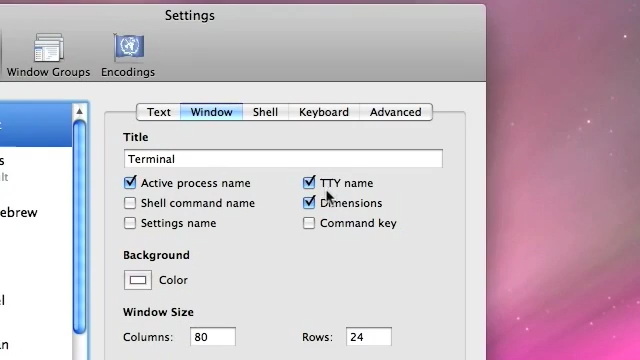 Settings
Window Groups
Encodings
Text
Window
Shell
Keyboard
Advanced
Title
Terminal
Active process name
TTY name
Shell command name
Dimensions
Settings name
Command key
ebrew
Background
Color
Window Size
Columns: 80
Rows: 24